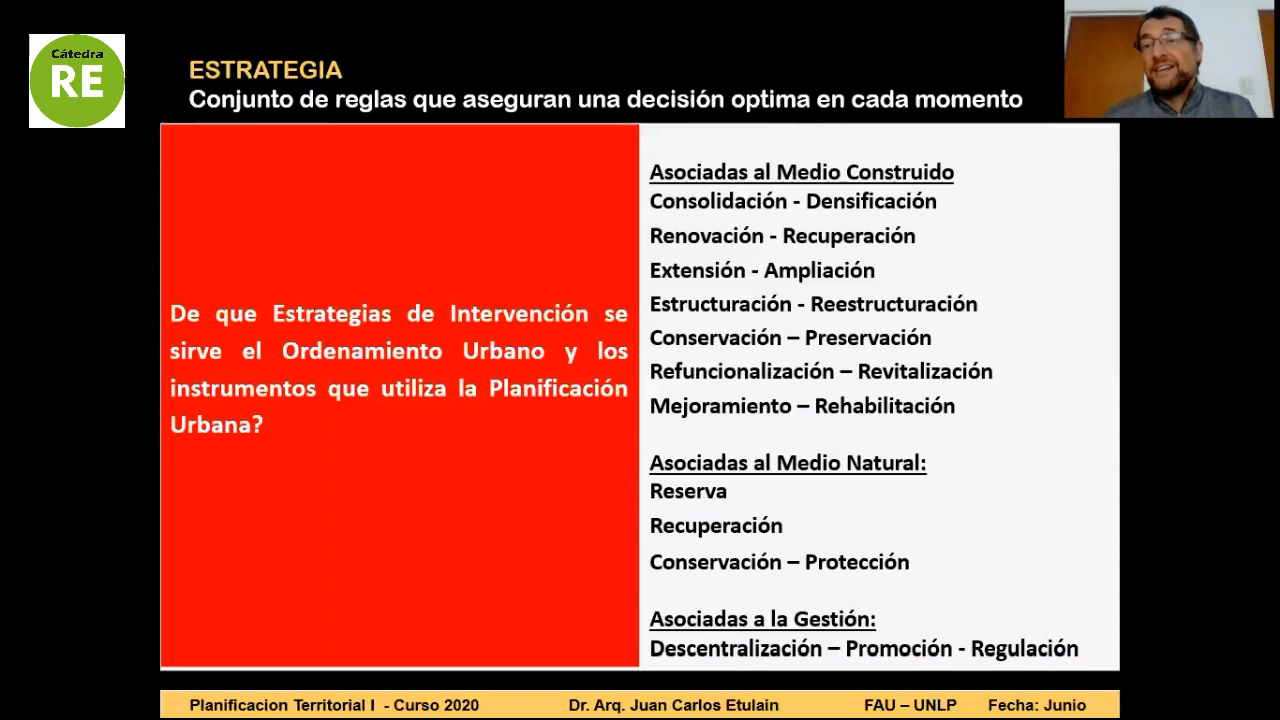 Cátedra
RE
ESTRATEGIA
Conjunto de reglas que aseguran una decisión optima en cada momento
De que Estrategias de Intervención se
sirve el Ordenamiento Urbano y los
instrumentos que utiliza la Planificación
Urbana?
Asociadas al Medio Construido
Consolidación - Densificación
Renovación - Recuperación
Extensión - Ampliación
Estructuración - Reestructuración
Conservación – Preservación
Refuncionalización – Revitalización
Mejoramiento – Rehabilitación
Asociadas al Medio Natural:
Reserva
Recuperación
Conservación – Protección
Asociadas a la Gestión:
Descentralización – Promoción - Regulación
Planificacion Territorial I - Curso 2020 Dr. Arq. Juan Carlos Etulain FAU – UNLP Fecha: Junio